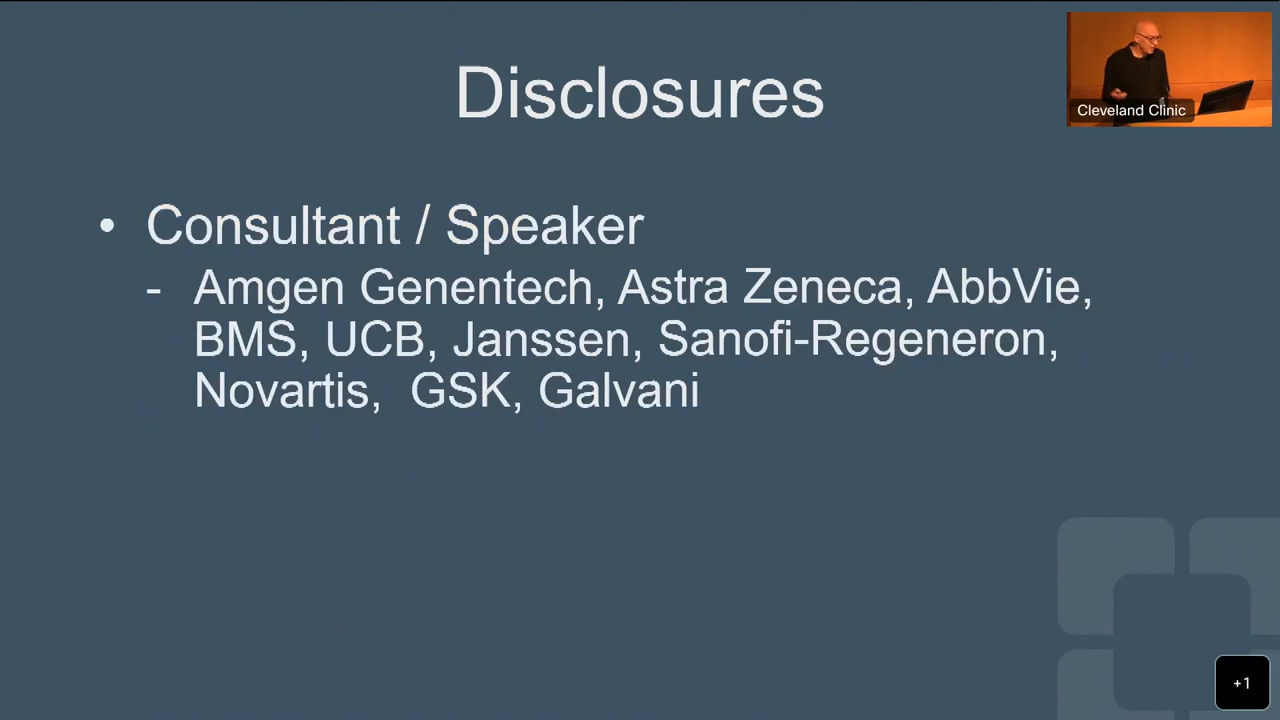 Disclosures
Cleveland Clinic
• Consultant / Speaker
- Amgen Genentech, Astra Zeneca, AbbVie,
BMS, UCB, Janssen, Sanofi-Regeneron,
Novartis, GSK, Galvani
+1